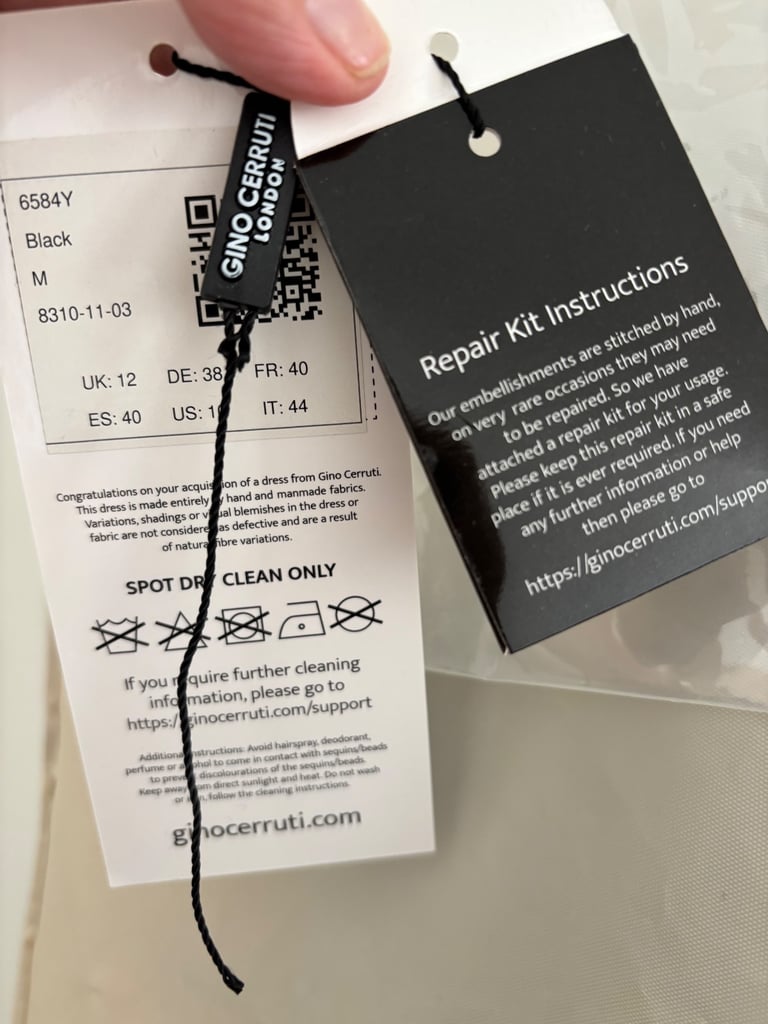 GINO CERRUTI
LONDON
6584Y
Black
M
8310-11-03
UK: 12 DE: 38 FR: 40
ES: 40 US: IT: 44
Congratulations on your of a dress from Gino Cerruti.
This dress is made entirely hand and manmade fabrics.
Variations, shadings or blemishes in the dress or
fabric are not considered as defective and are a result
of natural fibre variations.
SPOT DRY CLEAN ONLY
If you require further cleaning
information, please go to
https://ginocerruti.com/support
Additional instructions: Avoid hairspray, deodorant,
perfume or alcohol to come in contact with sequins/beads
to prevent discolourations of the sequins/beads.
Keep away from direct sunlight and heat. Do not wash
or iron, follow the cleaning instructions.
ginocerruti.com
Repair Kit Instructions
Our embellishments are stitched by hand,
on very rare occasions they may need
to be repaired. So we have
attached a repair kit for your usage.
Please keep this repair kit in a safe
place if it is ever required. If you need
any further information or help
then please go to
https://ginocerruti.com/suppor